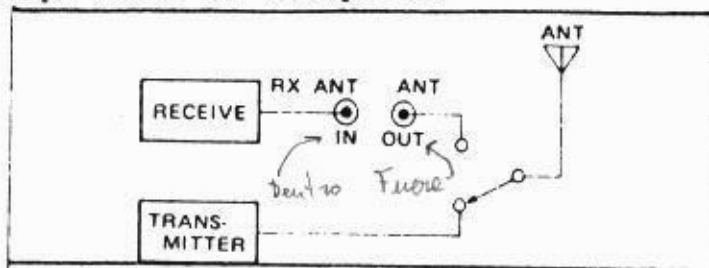 ANT
RX ANT ANT
RECEIVE
IN OUT
Dentro Fuore
TRANS-
MITTER